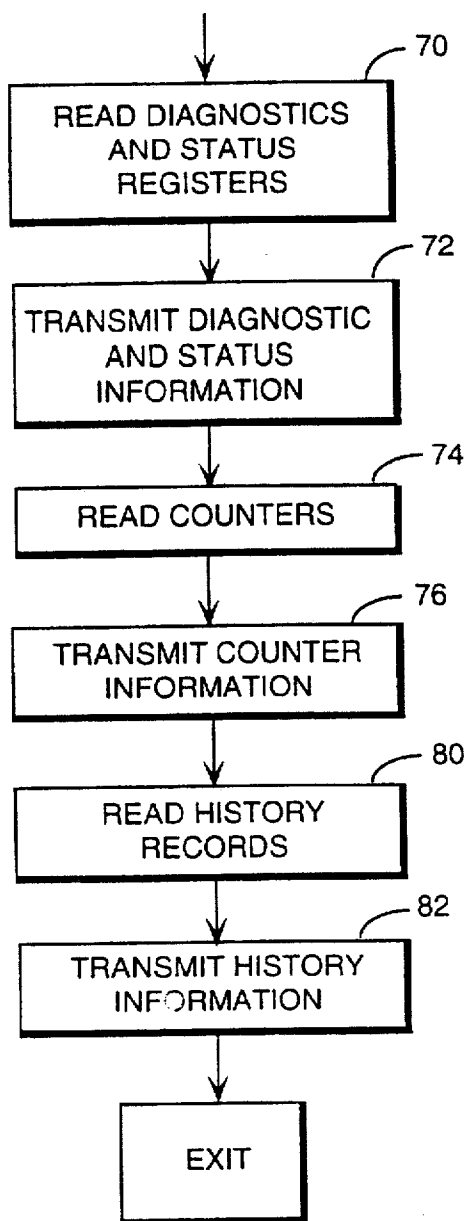 70
READ DIAGNOSTICS
AND STATUS
REGISTERS
72
TRANSMIT DIAGNOSTIC
AND STATUS
INFORMATION
74
READ COUNTERS
76
TRANSMIT COUNTER
INFORMATION
80
READ HISTORY
RECORDS
82
TRANSMIT HISTORY
INFORMATION
EXIT